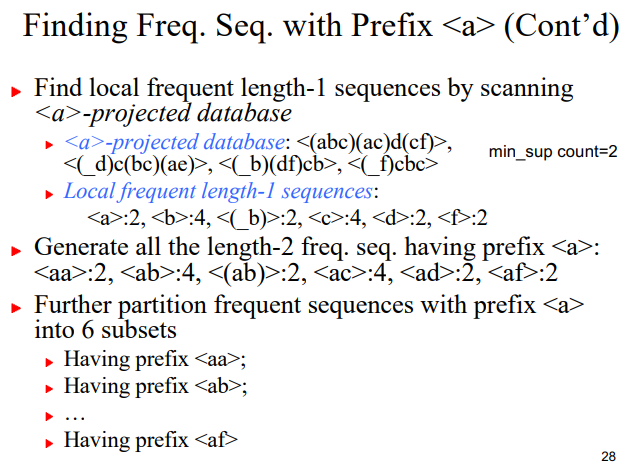 Finding Freq. Seq. with Prefix <a> (Cont'd)
Find local frequent length-1 sequences by scanning
<a>-projected database
<a>-projected database: <(abc)(ac)d(cf)>,
<(_d)c(bc)(ae)>, <(_b)(df)cb>, <(_f)cbc>
min_sup count=2
Local frequent length-1 sequences:
<a>:2, <b>:4, <(_b)>:2, <c>:4, <d>:2, <f>:2
Generate all the length-2 freq. seq. having prefix <a>:
<aa>:2, <ab>:4, <(ab)>:2, <ac>:4, <ad>:2, <af>:2
Further partition frequent sequences with prefix <a>
into 6 subsets
Having prefix <aa>;
Having prefix <ab>;
…
Having prefix <af>
28